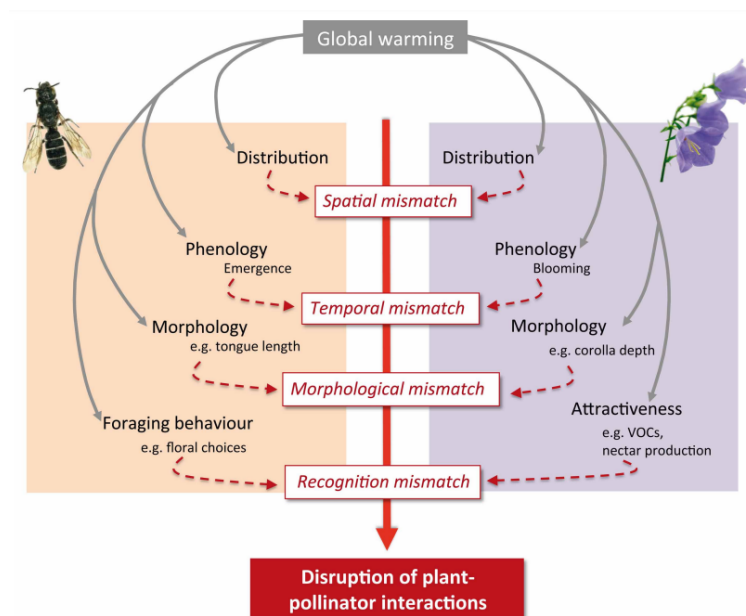 Global warming
Distribution
Distribution
Spatial mismatch
Phenology
Emergence
Phenology
Blooming
Temporal mismatch
Morphology
e.g. tongue length
Morphology
e.g. corolla depth
Morphological mismatch
Foraging behaviour
e.g. floral choices
Attractiveness
e.g. VOCs,
nectar production
Recognition mismatch
Disruption of plant-
pollinator interactions